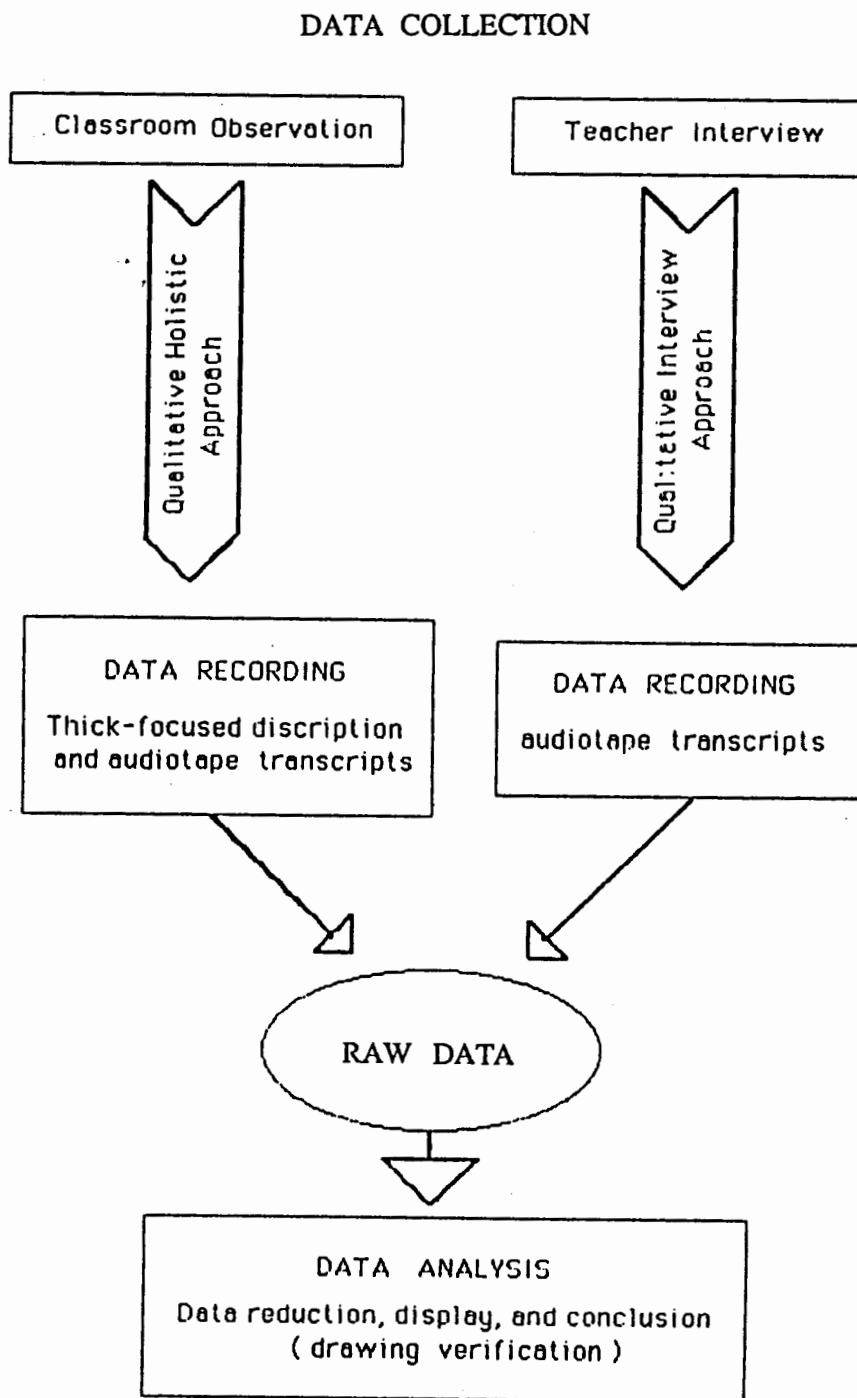 DATA COLLECTION
Classroom Observation
Teacher Interview
Qualitative Holistic
Approach
Qualitative Interview
Approach
DATA RECORDING
Thick-focused discription
and audiotape transcripts
DATA RECORDING
audiotape transcripts
RAW DATA
DATA ANALYSIS
Data reduction, display, and conclusion
( drawing verification )